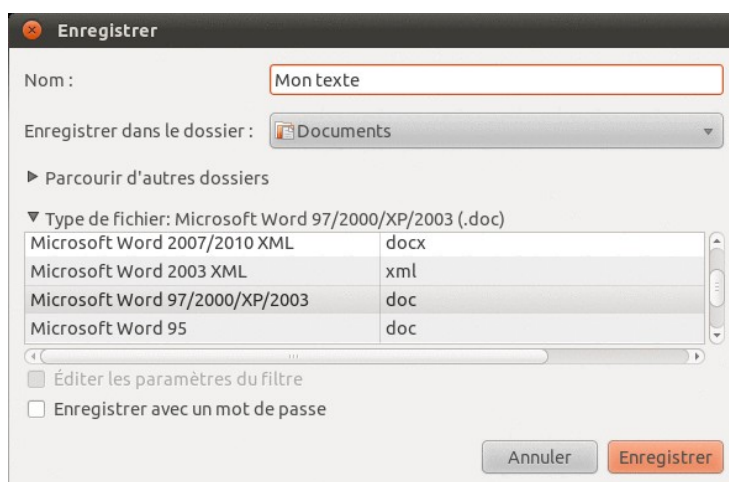 Enregistrer
Nom : Mon texte
Enregistrer dans le dossier : Documents
Parcourir d'autres dossiers
Type de fichier: Microsoft Word 97/2000/XP/2003 (.doc)
Microsoft Word 2007/2010 XML docx
Microsoft Word 2003 XML xml
Microsoft Word 97/2000/XP/2003 doc
Microsoft Word 95 doc
Éditer les paramètres du filtre
Enregistrer avec un mot de passe
Annuler Enregistrer